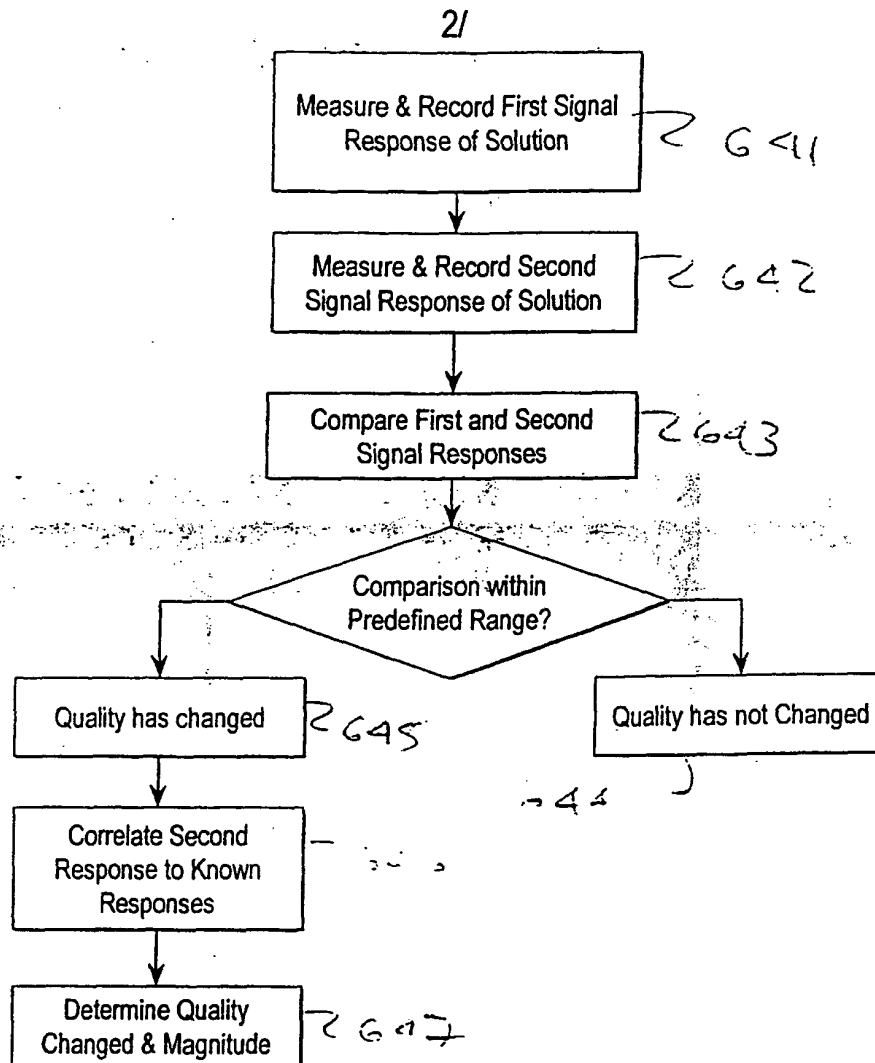 2/
Measure & Record First Signal
Response of Solution
641
Measure & Record Second
Signal Response of Solution
642
Compare First and Second
Signal Responses
643
Comparison within
Predefined Range?
Quality has changed
645
Quality has not Changed
Correlate Second
Response to Known
Responses
Determine Quality
Changed & Magnitude
647